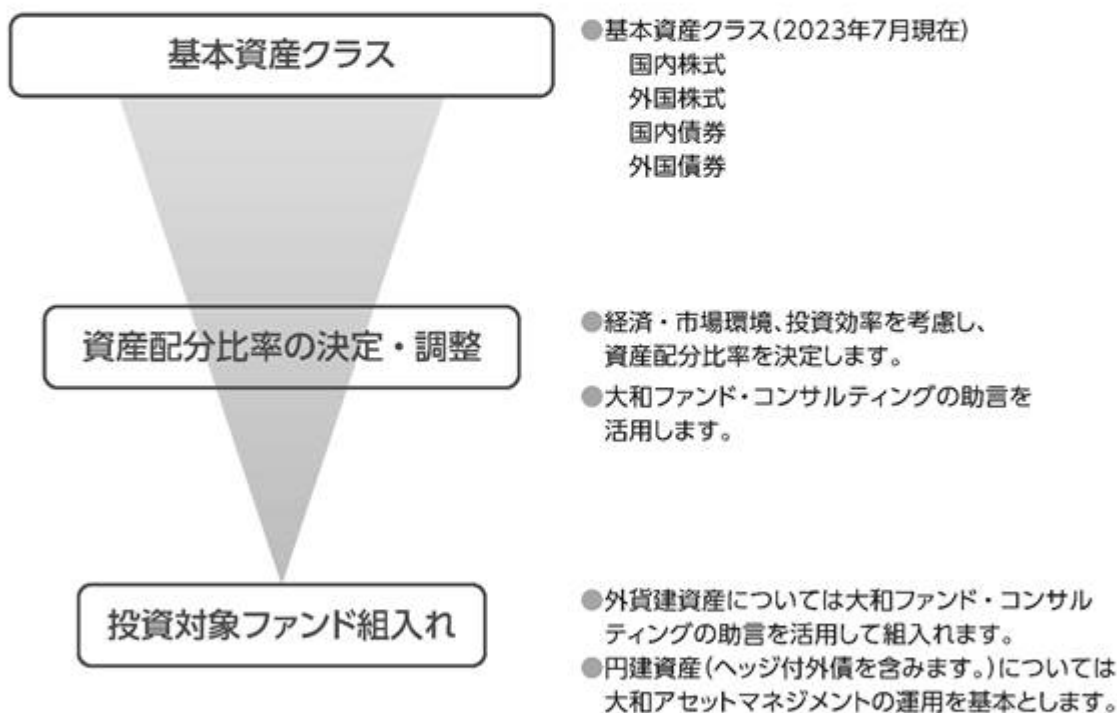 基本資産クラス
●基本資産クラス(2023年7月現在)
国内株式
外国株式
国内債券
外国債券
資産配分比率の決定・調整
●経済・市場環境、投資効率を考慮し、
資産配分比率を決定します。
●大和ファンド・コンサルティングの助言を
活用します。
投資対象ファンド組入れ
●外貨建資産については大和ファンド・コンサル
ティングの助言を活用して組入れます。
●円建資産(ヘッジ付外債を含みます。)については
大和アセットマネジメントの運用を基本とします。